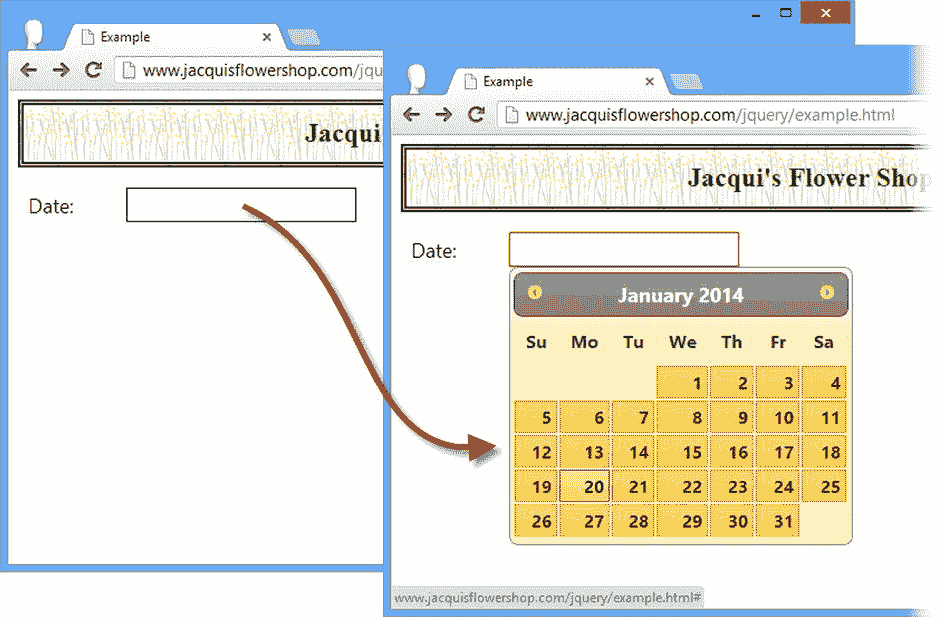 Example
www.jacquisflowershop.com/jqu
Jacqui
Date:
Example
www.jacquisflowershop.com/jquery/example.html
Jacqui's Flower Shop
Date:
January 2014
Su Mo Tu We Th Fr Sa
1 2 3 4
5 6 7 8 9 10 11
12 13 14 15 16 17 18
19 20 21 22 23 24 25
26 27 28 29 30 31
www.jacquisflowershop.com/jquery/example.html#